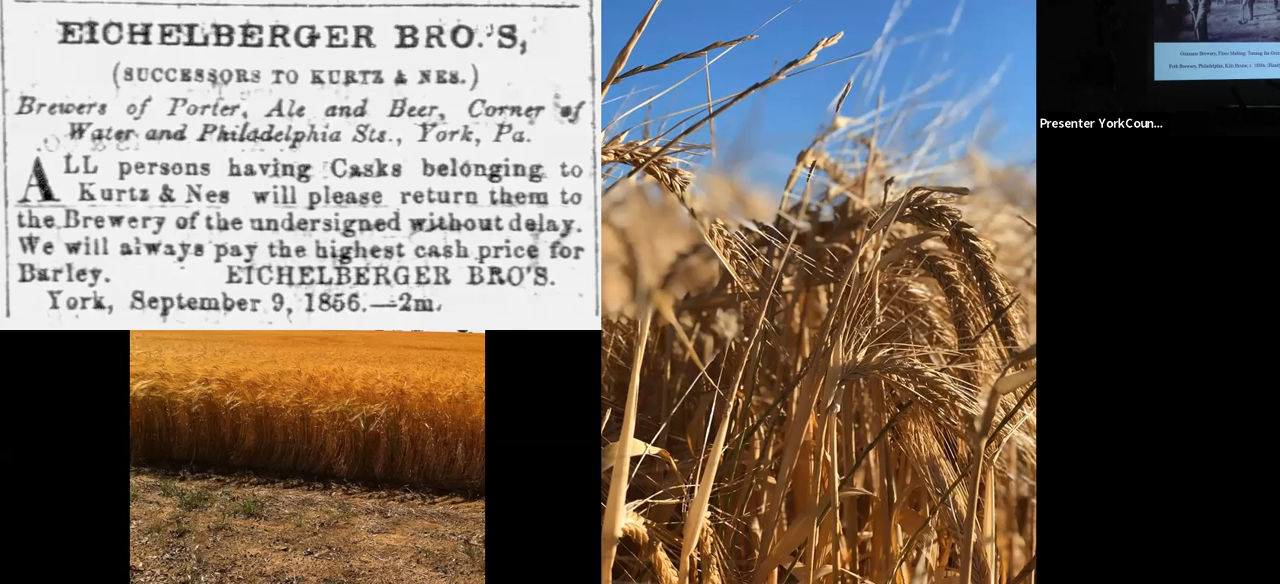 EICHELBERGER BRO.'S,
(SUCCESSORS TO KURTZ & NES.)
Brewers of Porter, Ale and Beer, Corner of
Water and Philadelphia Sts., York, Pa.
ALL persons having Casks belonging to
Kurtz & Nes will please return them to
the Brewery of the undersigned without delay.
We will always pay the highest cash price for
Barley. EICHELBERGER BRO'S.
York, September 9, 1856.—2m.
Presenter YorkCoun...